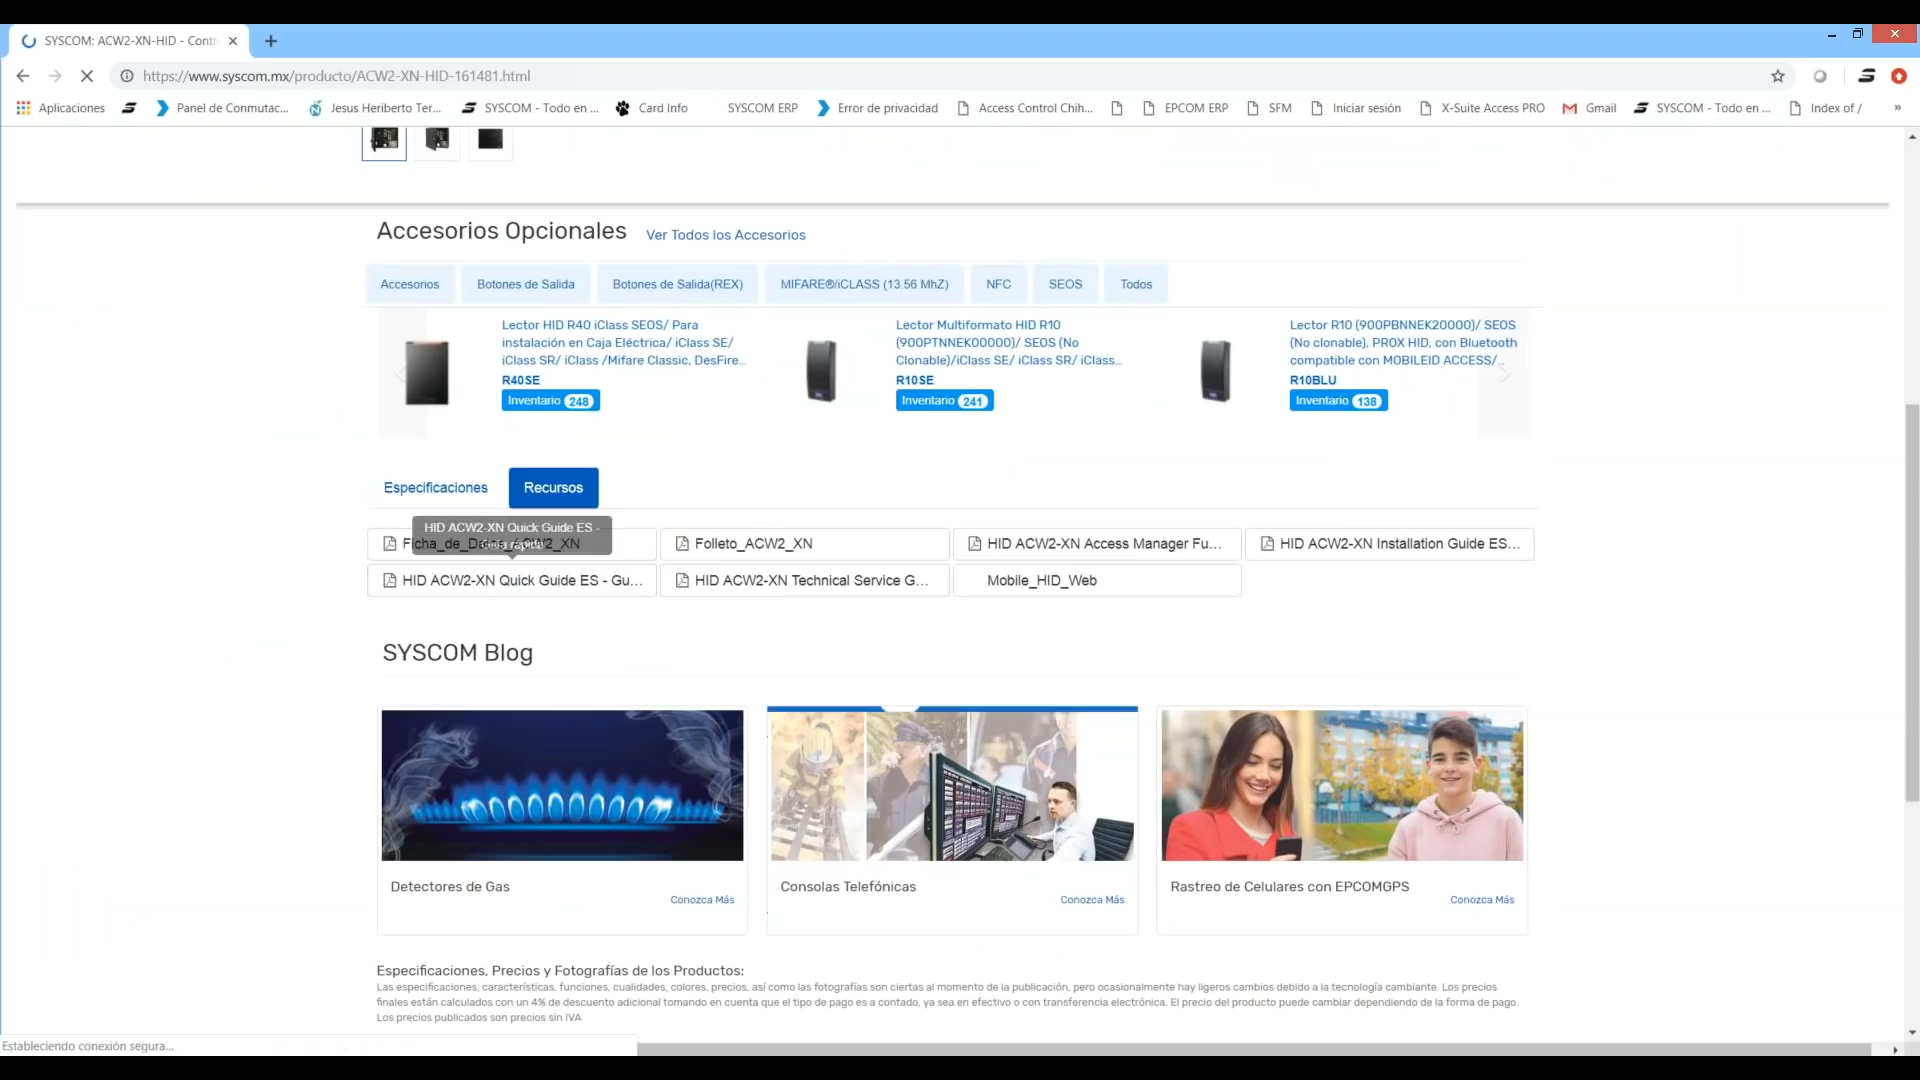 SYSCOM: ACW2-XN-HID - Contr
https://www.syscom.mx/producto/ACW2-XN-HID-161481.html
Aplicaciones
Panel de Conmutac...
Jesus Heriberto Ter...
SYSCOM - Todo en ...
Card Info
SYSCOM ERP
Error de privacidad
Access Control Chih...
EPCOM ERP
SFM
Iniciar sesión
X-Suite Access PRO
Gmail
SYSCOM - Todo en ...
Index of /
»
Accesorios Opcionales
Ver Todos los Accesorios
Accesorios
Botones de Salida
Botones de Salida(REX)
MIFARE®/iCLASS (13.56 MhZ)
NFC
SEOS
Todos
Lector HID R40 iClass SEOS/ Para
instalación en Caja Eléctrica/ iClass SE/
iClass SR/ iClass /Mifare Classic, DesFire...
R40SE
Inventario 248
Lector Multiformato HID R10
(900PTNNEK00000)/ SEOS (No
Clonable)/iClass SE/ iClass SR/ iClass...
R10SE
Inventario 241
Lector R10 (900PBNNEK20000)/ SEOS
(No clonable), PROX HID, con Bluetooth
compatible con MOBILEID ACCESS/...
R10BLU
Inventario 138
Especificaciones
Recursos
HID ACW2-XN Quick Guide ES -
Guia rapida
Ficha_de_Datos_ACW2_XN
Folleto_ACW2_XN
HID ACW2-XN Access Manager Fu...
HID ACW2-XN Installation Guide ES...
HID ACW2-XN Quick Guide ES - Gu...
HID ACW2-XN Technical Service G...
Mobile_HID_Web
SYSCOM Blog
Detectores de Gas
Conozca Más
Consolas Telefónicas
Conozca Más
Rastreo de Celulares con EPCOMGPS
Conozca Más
Especificaciones, Precios y Fotografías de los Productos:
Las especificaciones, características, funciones, cualidades, colores, precios, así como las fotografías son ciertas al momento de la publicación, pero ocasionalmente hay ligeros cambios debido a la tecnología cambiante. Los precios
finales están calculados con un 4% de descuento adicional tomando en cuenta que el tipo de pago es a contado, ya sea en efectivo o con transferencia electrónica. El precio del producto puede cambiar dependiendo de la forma de pago.
Los precios publicados son precios sin IVA
Estableciendo conexión segura...